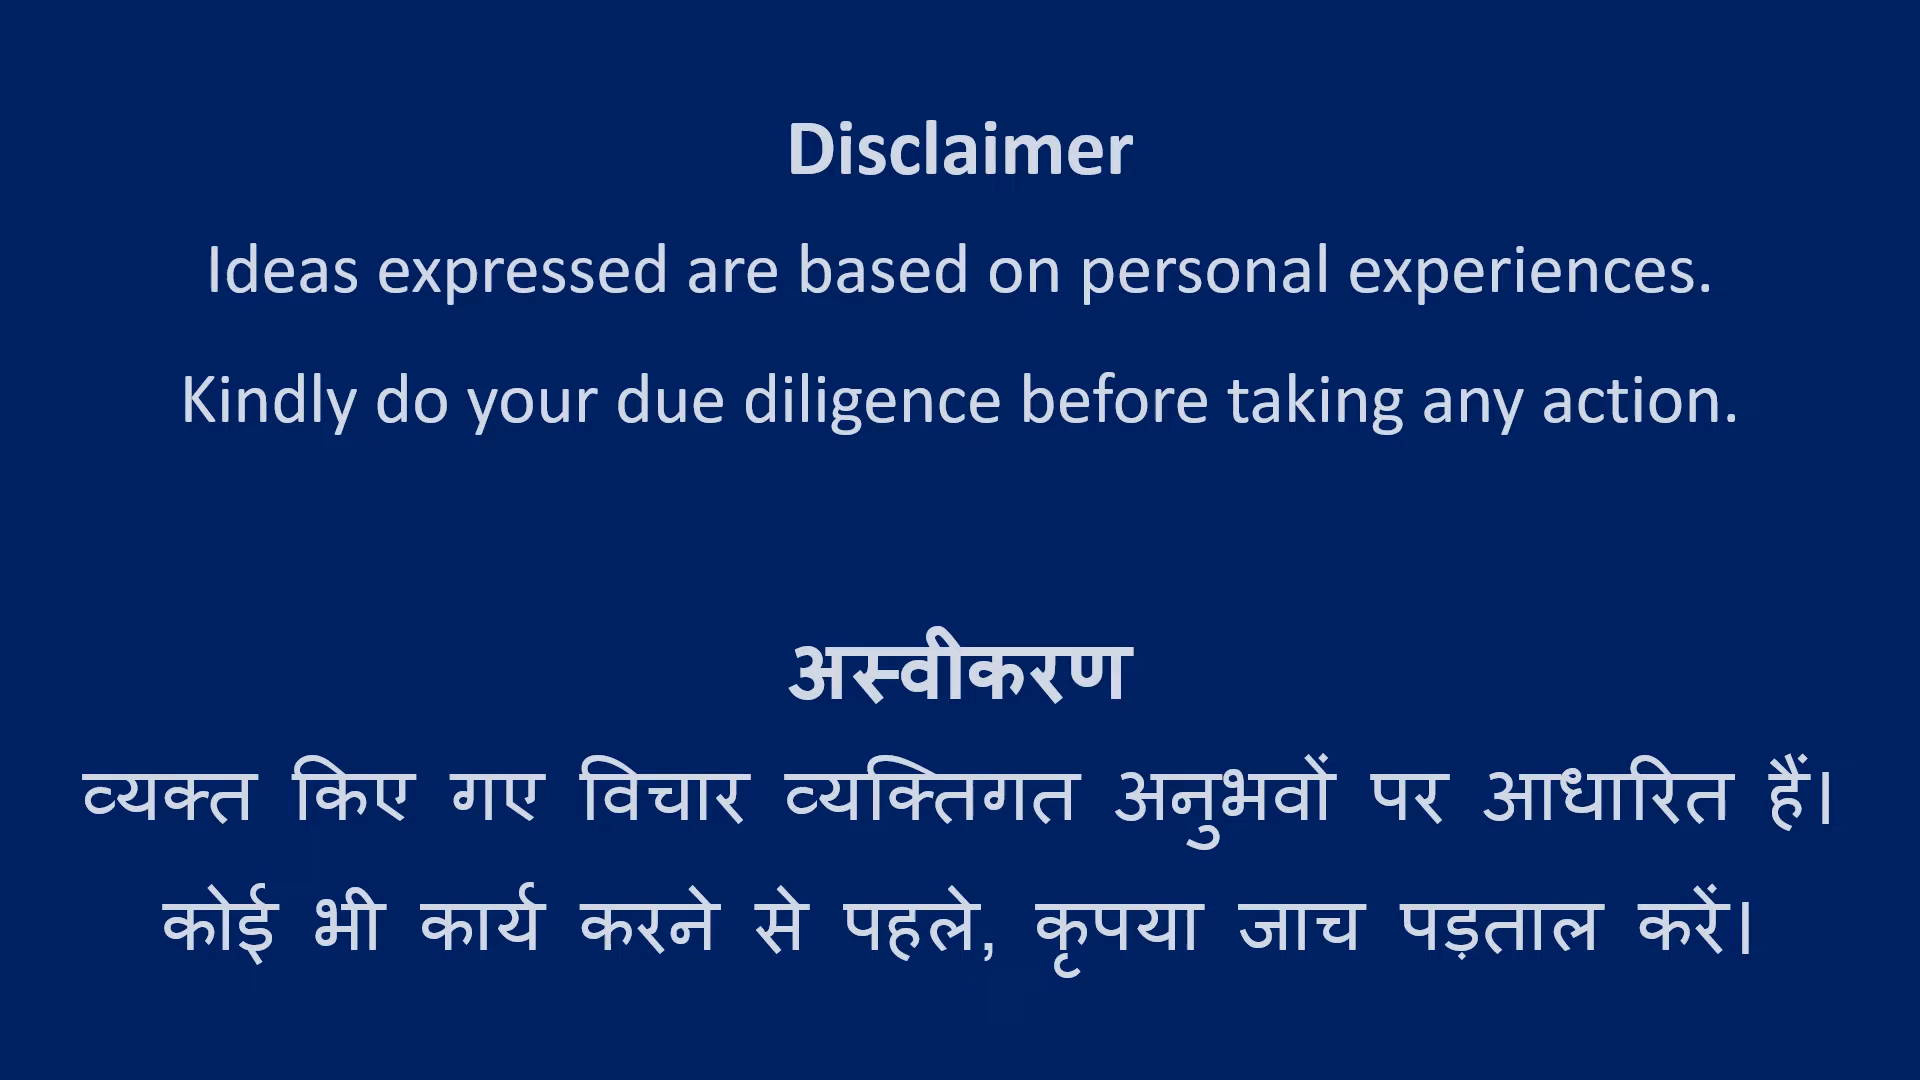 Disclaimer
Ideas expressed are based on personal experiences.
Kindly do your due diligence before taking any action.
अस्वीकरण
व्यक्त किए गए विचार व्यक्तिगत अनुभवों पर आधारित हैं।
कोई भी कार्य करने से पहले, कृपया जाच पड़ताल करें।